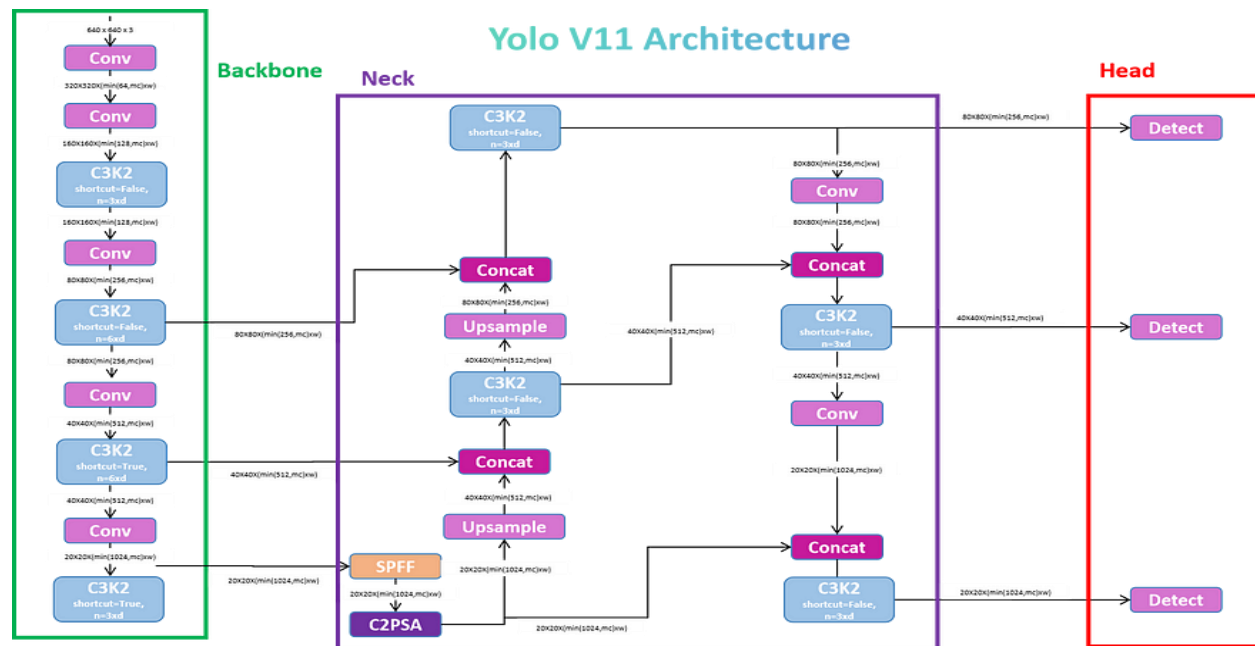 Yolo V11 Architecture
Backbone
640 x 640 x 3
Conv
320X320X(min(64,mc)xw)
Conv
160X160X(min(128,mc)xw)
C3K2
shortcut=False,
n=3xd
160X160X(min(128,mc)xw)
Conv
80X80X(min(256,mc)xw)
C3K2
shortcut=False,
n=6xd
80X80X(min(256,mc)xw)
80X80X(min(256,mc)xw)
Conv
40X40X(min(512,mc)xw)
C3K2
shortcut=True,
n=6xd
40X40X(min(512,mc)xw)
40X40X(min(512,mc)xw)
Conv
20X20X(min(1024,mc)xw)
C3K2
shortcut=True,
n=3xd
20X20X(min(1024,mc)xw)
Neck
C3K2
shortcut=False,
n=3xd
Concat
80X80X(min(256,mc)xw)
Upsample
40X40X(min(512,mc)xw)
C3K2
shortcut=False,
n=3xd
40X40X(min(512,mc)xw)
Concat
40X40X(min(512,mc)xw)
Upsample
20X20X(min(1024,mc)xw)
SPFF
20X20X(min(1024,mc)xw)
C2PSA
20X20X(min(1024,mc)xw)
80X80X(min(256,mc)xw)
Conv
80X80X(min(256,mc)xw)
Concat
C3K2
shortcut=False,
n=3xd
40X40X(min(512,mc)xw)
Conv
20X20X(min(1024,mc)xw)
Concat
C3K2
shortcut=False,
n=3xd
Head
80X80X(min(256,mc)xw)
Detect
40X40X(min(512,mc)xw)
Detect
20X20X(min(1024,mc)xw)
Detect